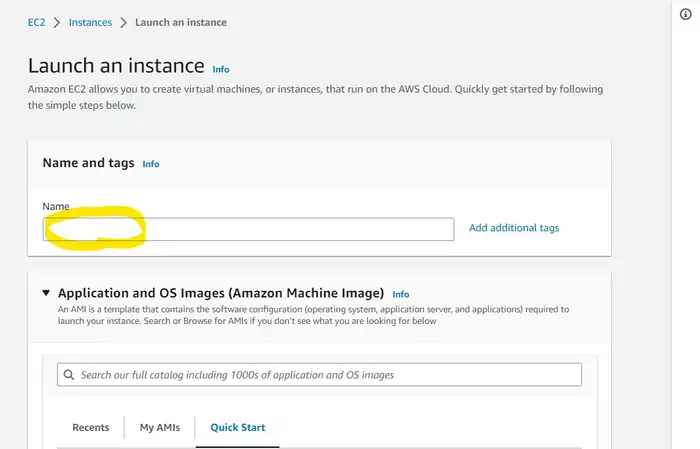 EC2 > Instances > Launch an instance
Launch an instance Info
Amazon EC2 allows you to create virtual machines, or instances, that run on the AWS Cloud. Quickly get started by following
the simple steps below.
Name and tags Info
Name
Add additional tags
Application and OS Images (Amazon Machine Image) Info
An AMI is a template that contains the software configuration (operating system, application server, and applications) required to
launch your instance. Search or Browse for AMIs if you don't see what you are looking for below
Search our full catalog including 1000s of application and OS images
Recents My AMIs Quick Start